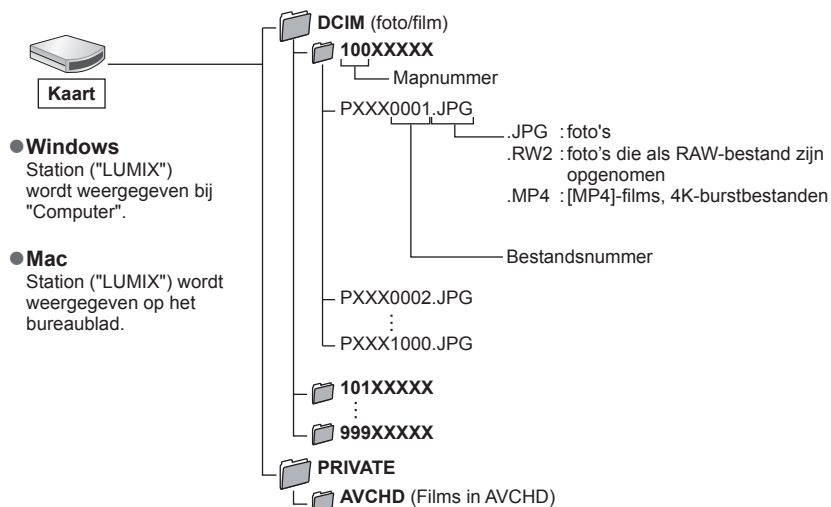 DCIM (foto/film)
100XXXXX
Mapnummer
Kaart
PXXX0001.JPG
.JPG : foto's
.RW2 : foto’s die als RAW-bestand zijn
opgenomen
.MP4 : [MP4]-films, 4K-burstbestanden
Bestandsnummer
●Windows
Station ("LUMIX")
wordt weergegeven bij
"Computer".
●Mac
Station ("LUMIX") wordt
weergegeven op het
bureaublad.
PXXX0002.JPG
PXXX1000.JPG
101XXXXX
999XXXXX
PRIVATE
AVCHD (Films in AVCHD)